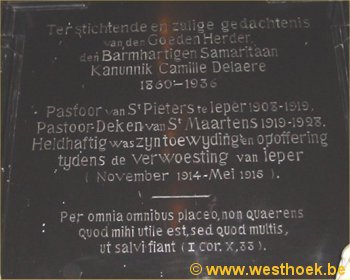 Ter stichtende en zalige gedachtenis
van den Goeden Herder,
den Barmhartigen Samaritaan
Kanunnik Camille Delaere
1860-1936
Pastoor van St Pieters te Ieper 1908-1919,
Pastoor-Deken van St Maartens 1919-1928.
Heldhaftig was zyn toewyding en opoffering
tydens de verwoesting van Ieper
(November 1914-Mei 1915)
Per omnia omnibus placeo, non quaerens
Quod mihi utile est, sed quod multis,
ut salvi fiant (I Cor. X, 33).
© www.westhoek.be